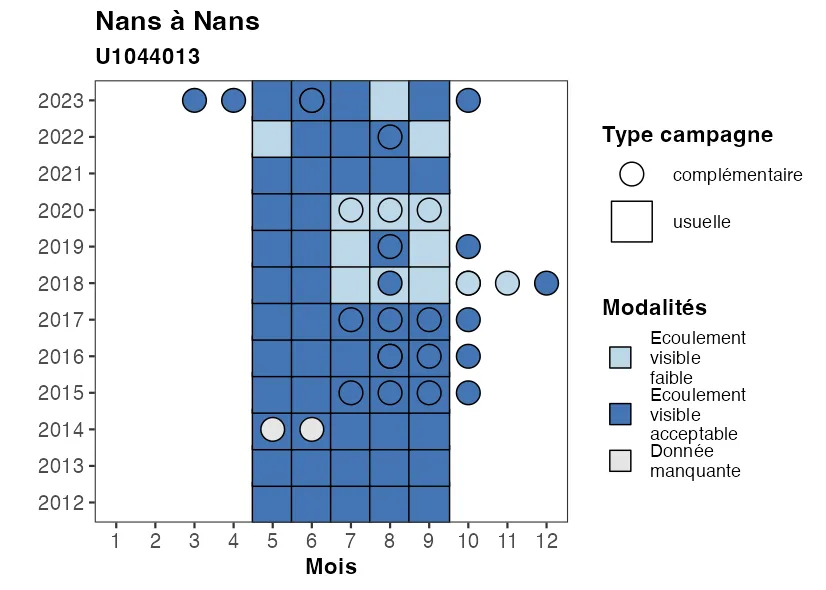 Nans à Nans
U1044013
2023
2022
2021
2020
2019
2018
2017
2016
2015
2014
2013
2012
1 2 3 4 5 6 7 8 9 10 11 12
Mois
Type campagne
complémentaire
usuelle
Modalités
Ecoulement
visible
faible
Ecoulement
visible
acceptable
Donnée
manquante